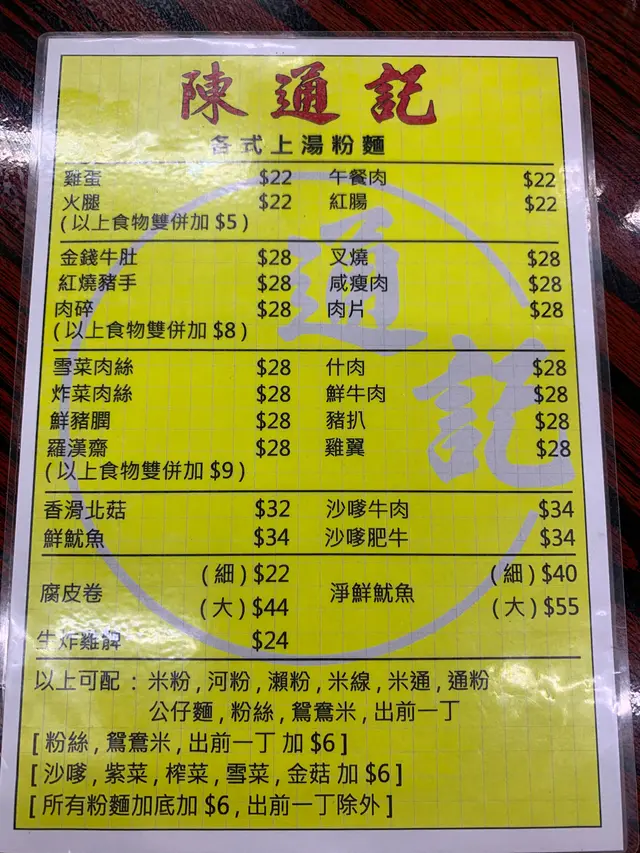 陳通記
各式上湯粉麵
雞蛋 $22 午餐肉 $22
火腿 $22 紅腸 $22
(以上食物雙併加 $5)
金錢牛肚 $28 叉燒 $28
紅燒豬手 $28 咸瘦肉 $28
肉碎 $28 肉片 $28
(以上食物雙併加 $8)
雪菜肉絲 $28 什肉 $28
炸菜肉絲 $28 鮮牛肉 $28
鮮豬膶 $28 豬扒 $28
羅漢齋 $28 雞翼 $28
(以上食物雙併加 $9)
香滑北菇 $32 沙嗲牛肉 $34
鮮魷魚 $34 沙嗲肥牛 $34
腐皮卷 (細) $22 淨鮮魷魚 (細) $40
(大) $44 (大) $55
生炸雞髀 $24
以上可配 : 米粉 , 河粉 , 瀨粉 , 米線 , 米通 , 通粉
公仔麵 , 粉絲 , 鴛鴦米 , 出前一丁
[ 粉絲 , 鴛鴦米 , 出前一丁 加 $6 ]
[ 沙嗲 , 紫菜 , 榨菜 , 雪菜 , 金菇 加 $6 ]
[ 所有粉麵加底加 $6 , 出前一丁除外 ]
通記